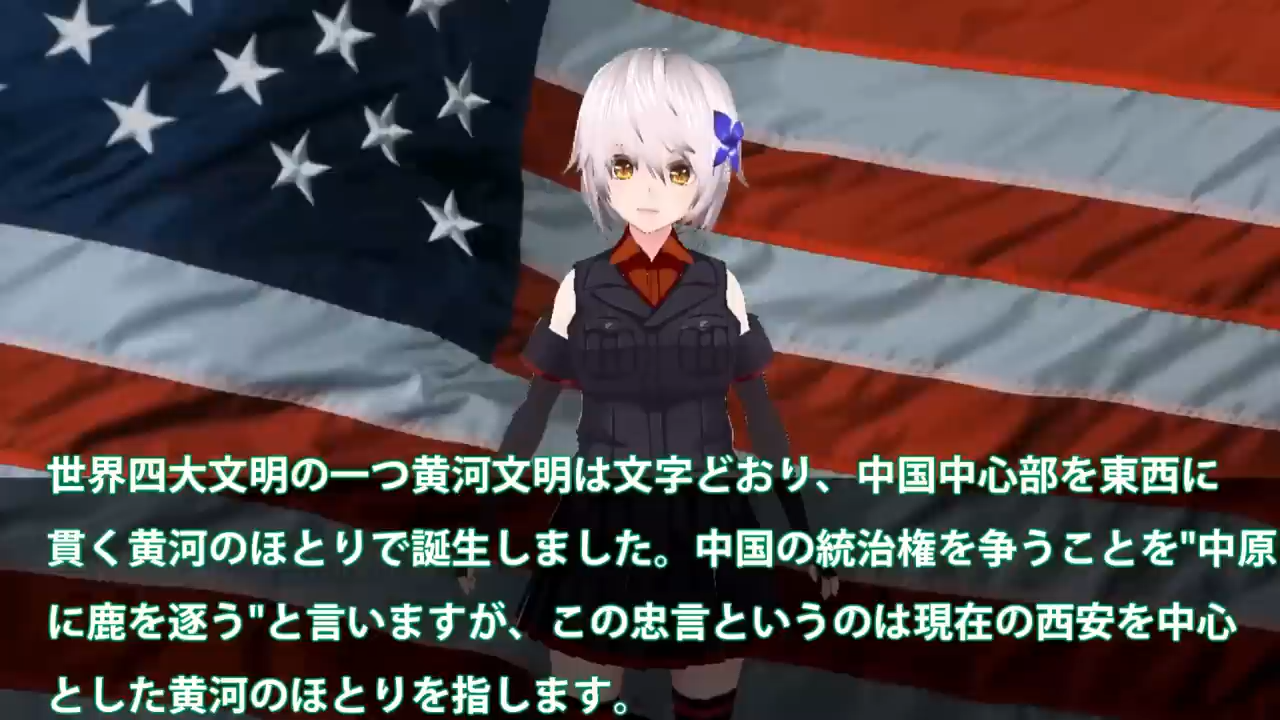 世界四大文明の一つ黄河文明は文字どおり、中国中心部を東西に
貫く黄河のほとりで誕生しました。中国の統治権を争うことを"中原
に鹿を逐う"と言いますが、この忠言というのは現在の西安を中心
とした黄河のほとりを指します。